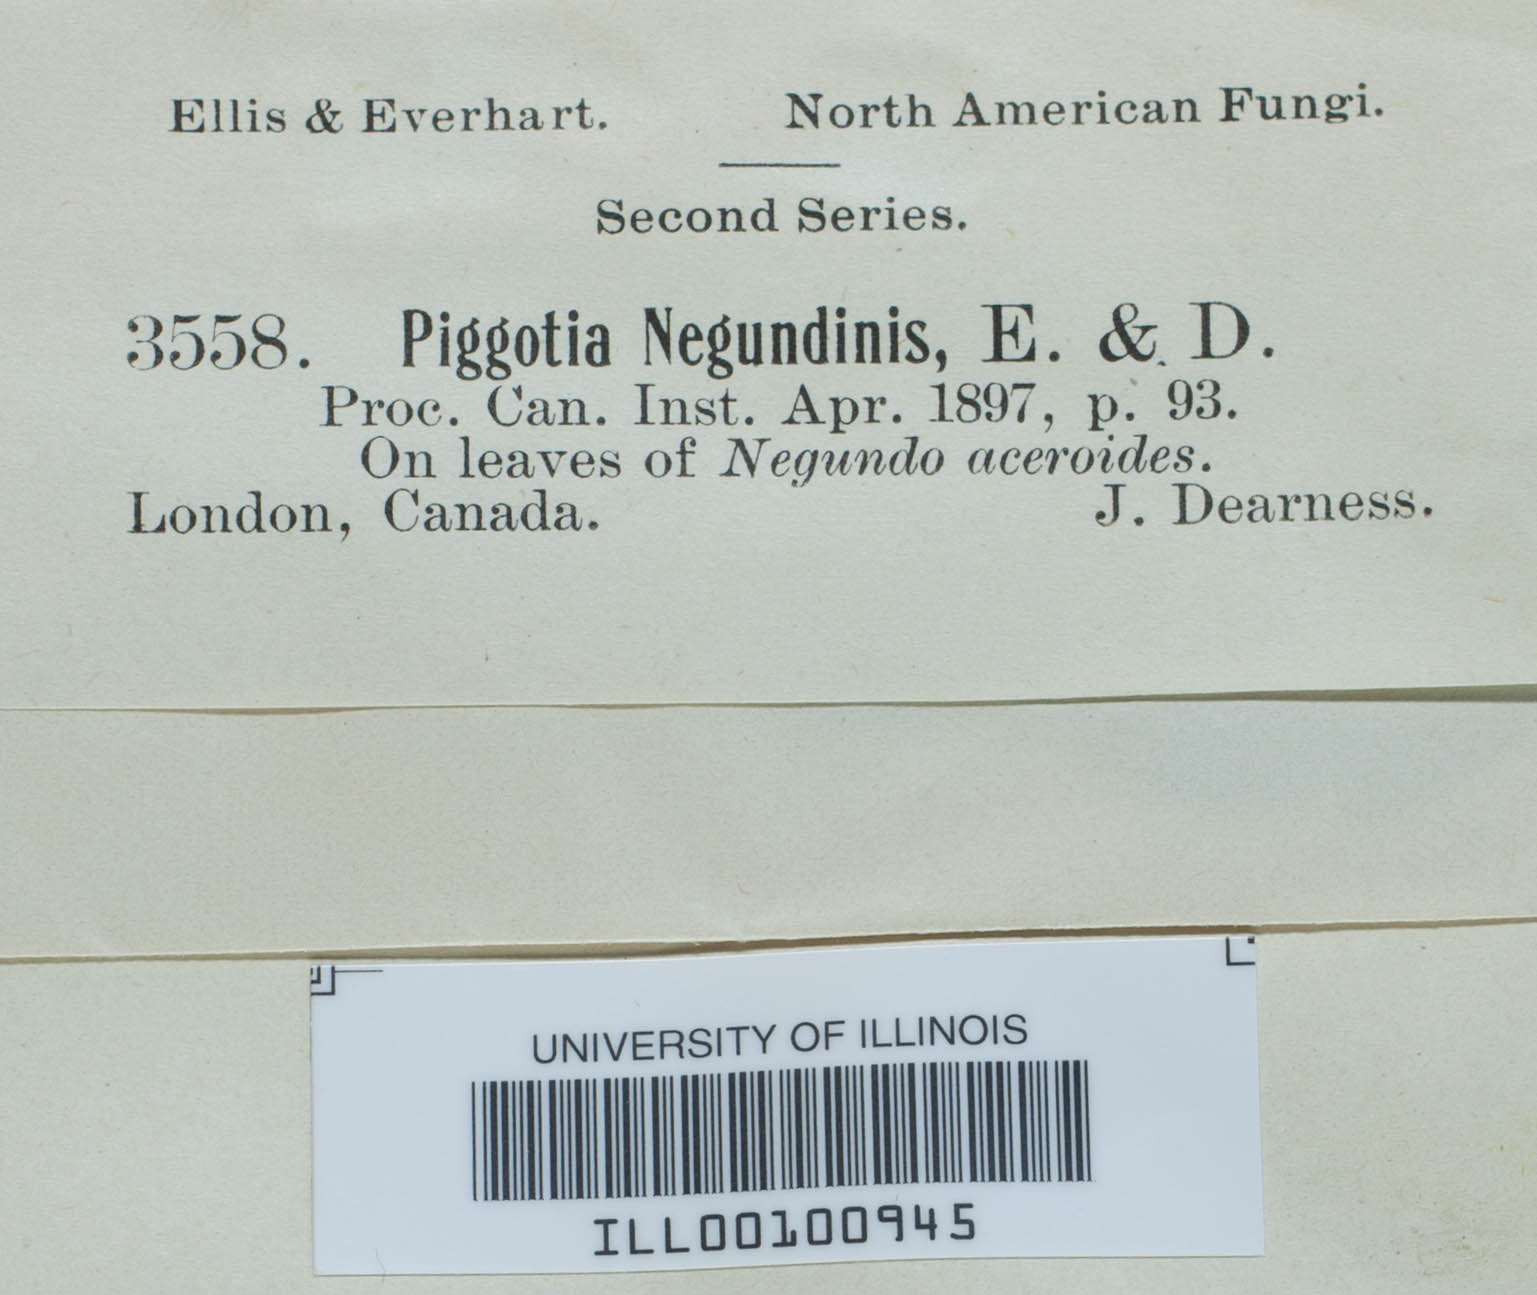 Ellis & Everhart. North American Fungi.
Second Series.
3558. Piggotia Negundinis, E. & D.
Proc. Can. Inst. Apr. 1897, p. 93.
On leaves of Negundo aceroides.
London, Canada. J. Dearness.
UNIVERSITY OF ILLINOIS
ILL00100945